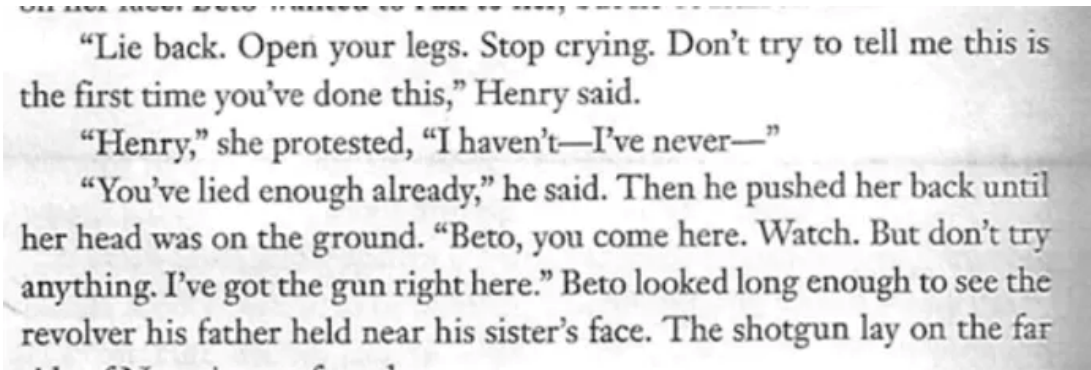 "Lie back. Open your legs. Stop crying. Don't try to tell me this is
the first time you've done this," Henry said.
"Henry," she protested, "I haven't—I've never—"
"You've lied enough already," he said. Then he pushed her back until
her head was on the ground. "Beto, you come here. Watch. But don't try
anything. I've got the gun right here." Beto looked long enough to see the
revolver his father held near his sister's face. The shotgun lay on the far